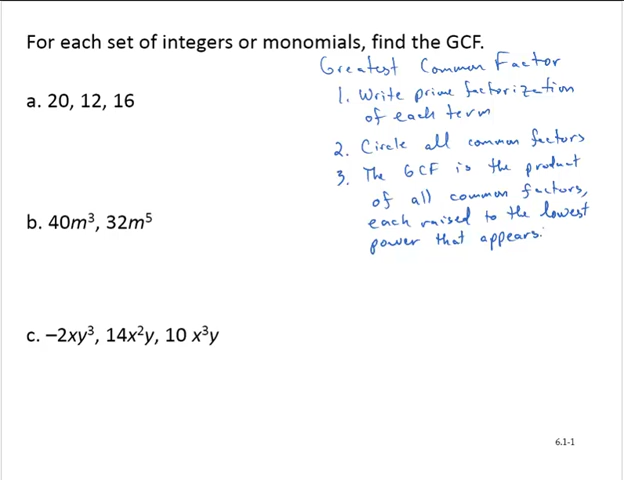 For each set of integers or monomials, find the GCF.
Greatest Common Factor
a. 20, 12, 16
1. Write prime factorization
of each term
2. Circle all common factors
3. The GCF is the product
of all common factors,
each raised to the lowest
power that appears.
b. 40m³, 32m⁵
c. –2xy³, 14x²y, 10 x³y
6.1-1